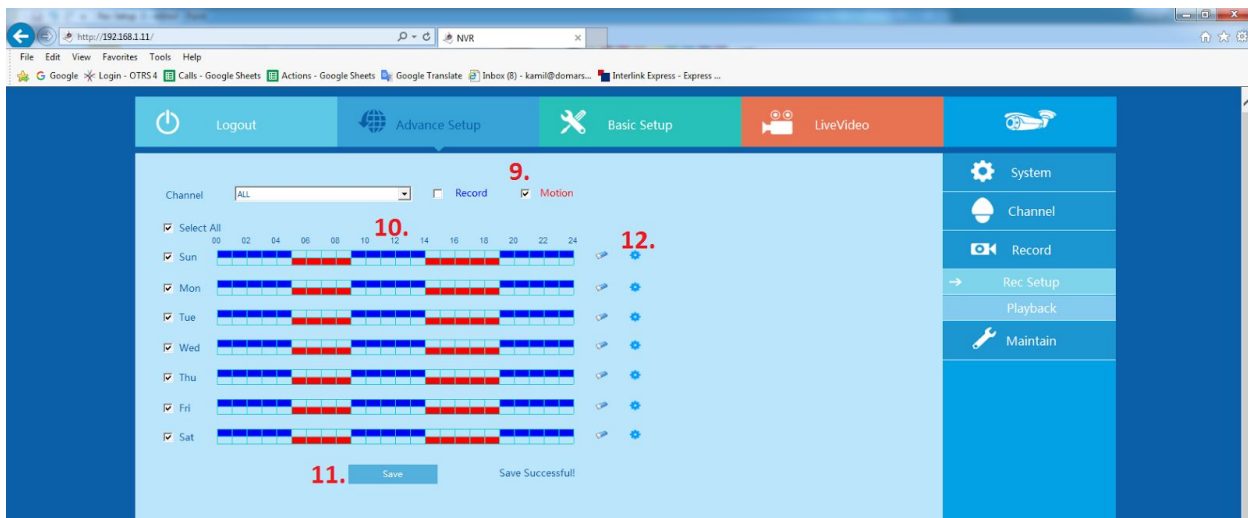 http://192.168.1.11/
NVR
File Edit View Favorites Tools Help
Google Login - OTRS 4 Calls - Google Sheets Actions - Google Sheets Google Translate Inbox (8) - kamil@domars... Interlink Express - Express ...
Logout Advance Setup Basic Setup LiveVideo
9.
Channel ALL Record Motion
10.
Select All
00 02 04 06 08 10 12 14 16 18 20 22 24
12.
Sun
Mon
Tue
Wed
Thu
Fri
Sat
11. Save Save Successful!
System
Channel
Record
Rec Setup
Playback
Maintain